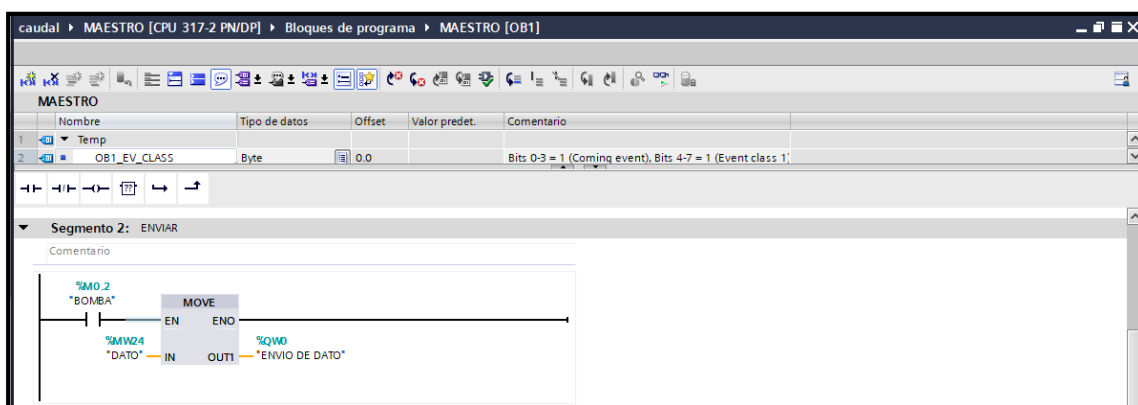 caudal ▸ MAESTRO [CPU 317-2 PN/DP] ▸ Bloques de programa ▸ MAESTRO [OB1]
MAESTRO
Nombre Tipo de datos Offset Valor predet. Comentario
1 Temp
2 OB1_EV_CLASS Byte 0.0 Bits 0-3 = 1 (Coming event), Bits 4-7 = 1 (Event class 1)
??
Segmento 2: ENVIAR
Comentario
%M0.2
"BOMBA"
MOVE
EN ENO
%MW24 %QW0
"DATO" IN OUT1 "ENVIO DE DATO"